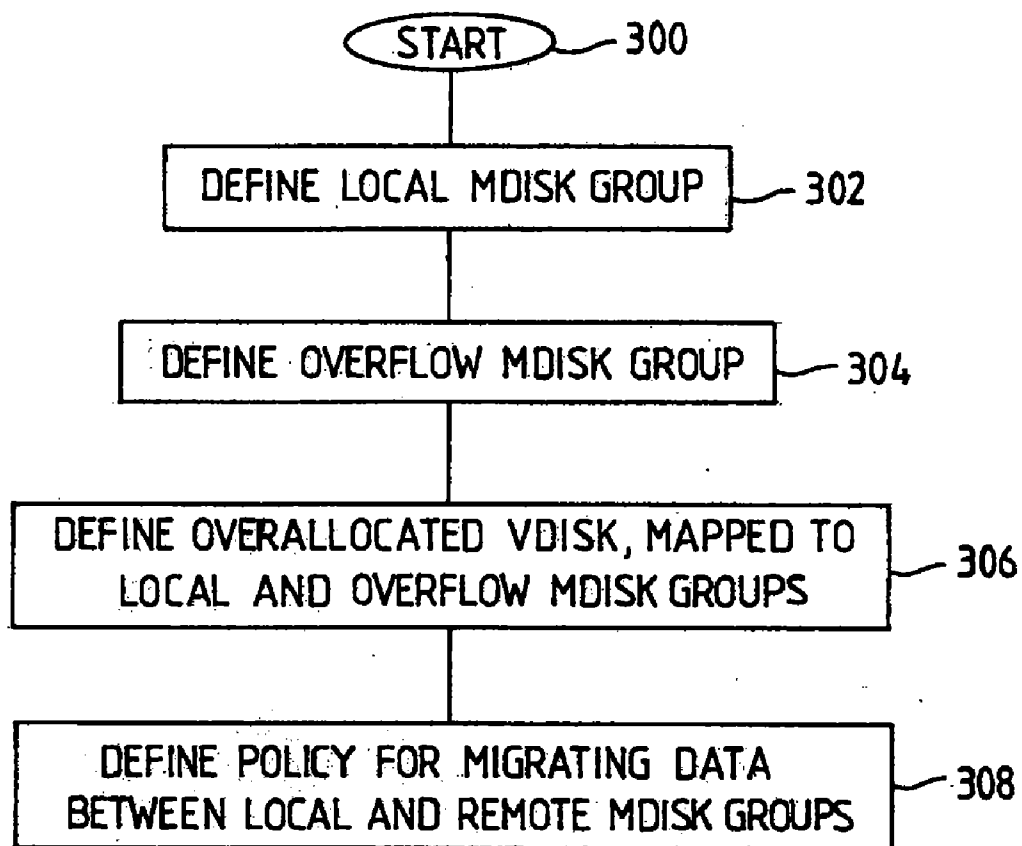 START
300
DEFINE LOCAL MDISK GROUP
302
DEFINE OVERFLOW MDISK GROUP
304
DEFINE OVERALLOCATED VDISK, MAPPED TO
LOCAL AND OVERFLOW MDISK GROUPS
306
DEFINE POLICY FOR MIGRATING DATA
BETWEEN LOCAL AND REMOTE MDISK GROUPS
308